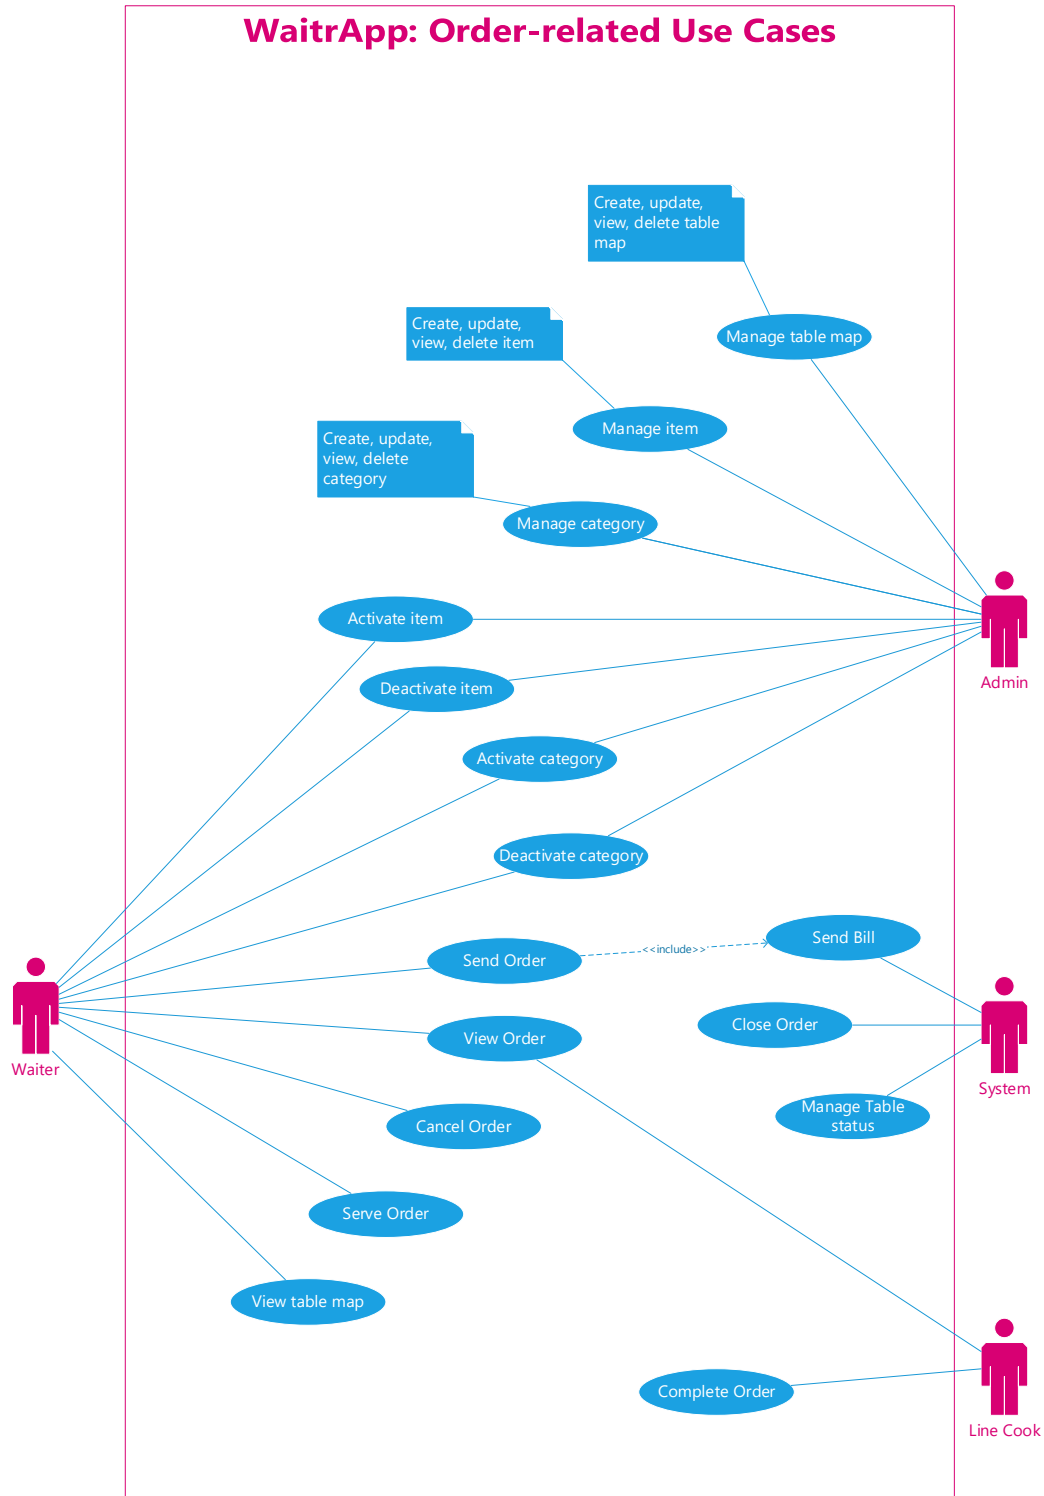 WaitrApp: Order-related Use Cases
Create, update,
view, delete table
map
Manage table map
Create, update,
view, delete item
Manage item
Create, update,
view, delete
category
Manage category
Activate item
Deactivate item
Admin
Activate category
Deactivate category
Send Order
<<include>>
Send Bill
View Order
Close Order
Waiter
System
Manage Table
status
Cancel Order
Serve Order
View table map
Complete Order
Line Cook